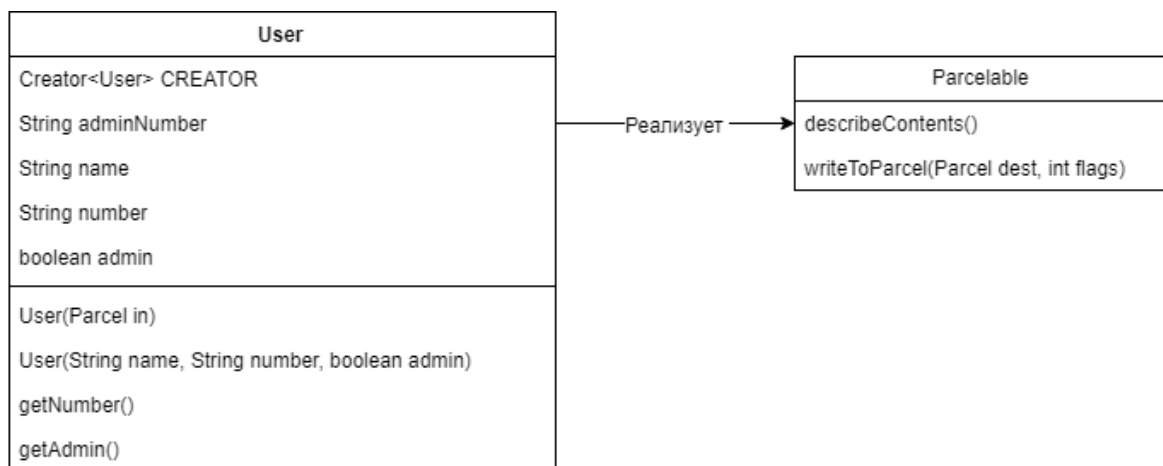 User
Creator<User> CREATOR
String adminNumber
String name
String number
boolean admin
User(Parcel in)
User(String name, String number, boolean admin)
getNumber()
getAdmin()
Реализует
Parcelable
describeContents()
writeToParcel(Parcel dest, int flags)